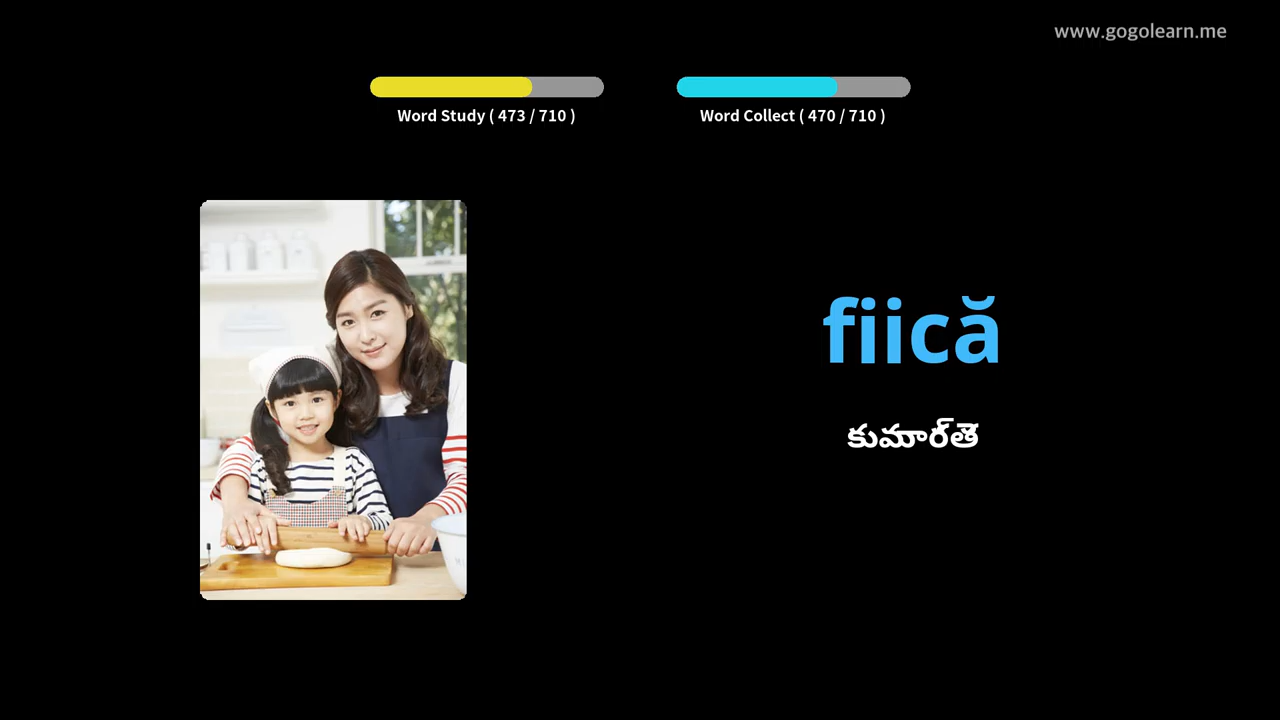 www.gogolearn.me
Word Study ( 473 / 710 )
Word Collect ( 470 / 710 )
fiică
కుమార్‌తె